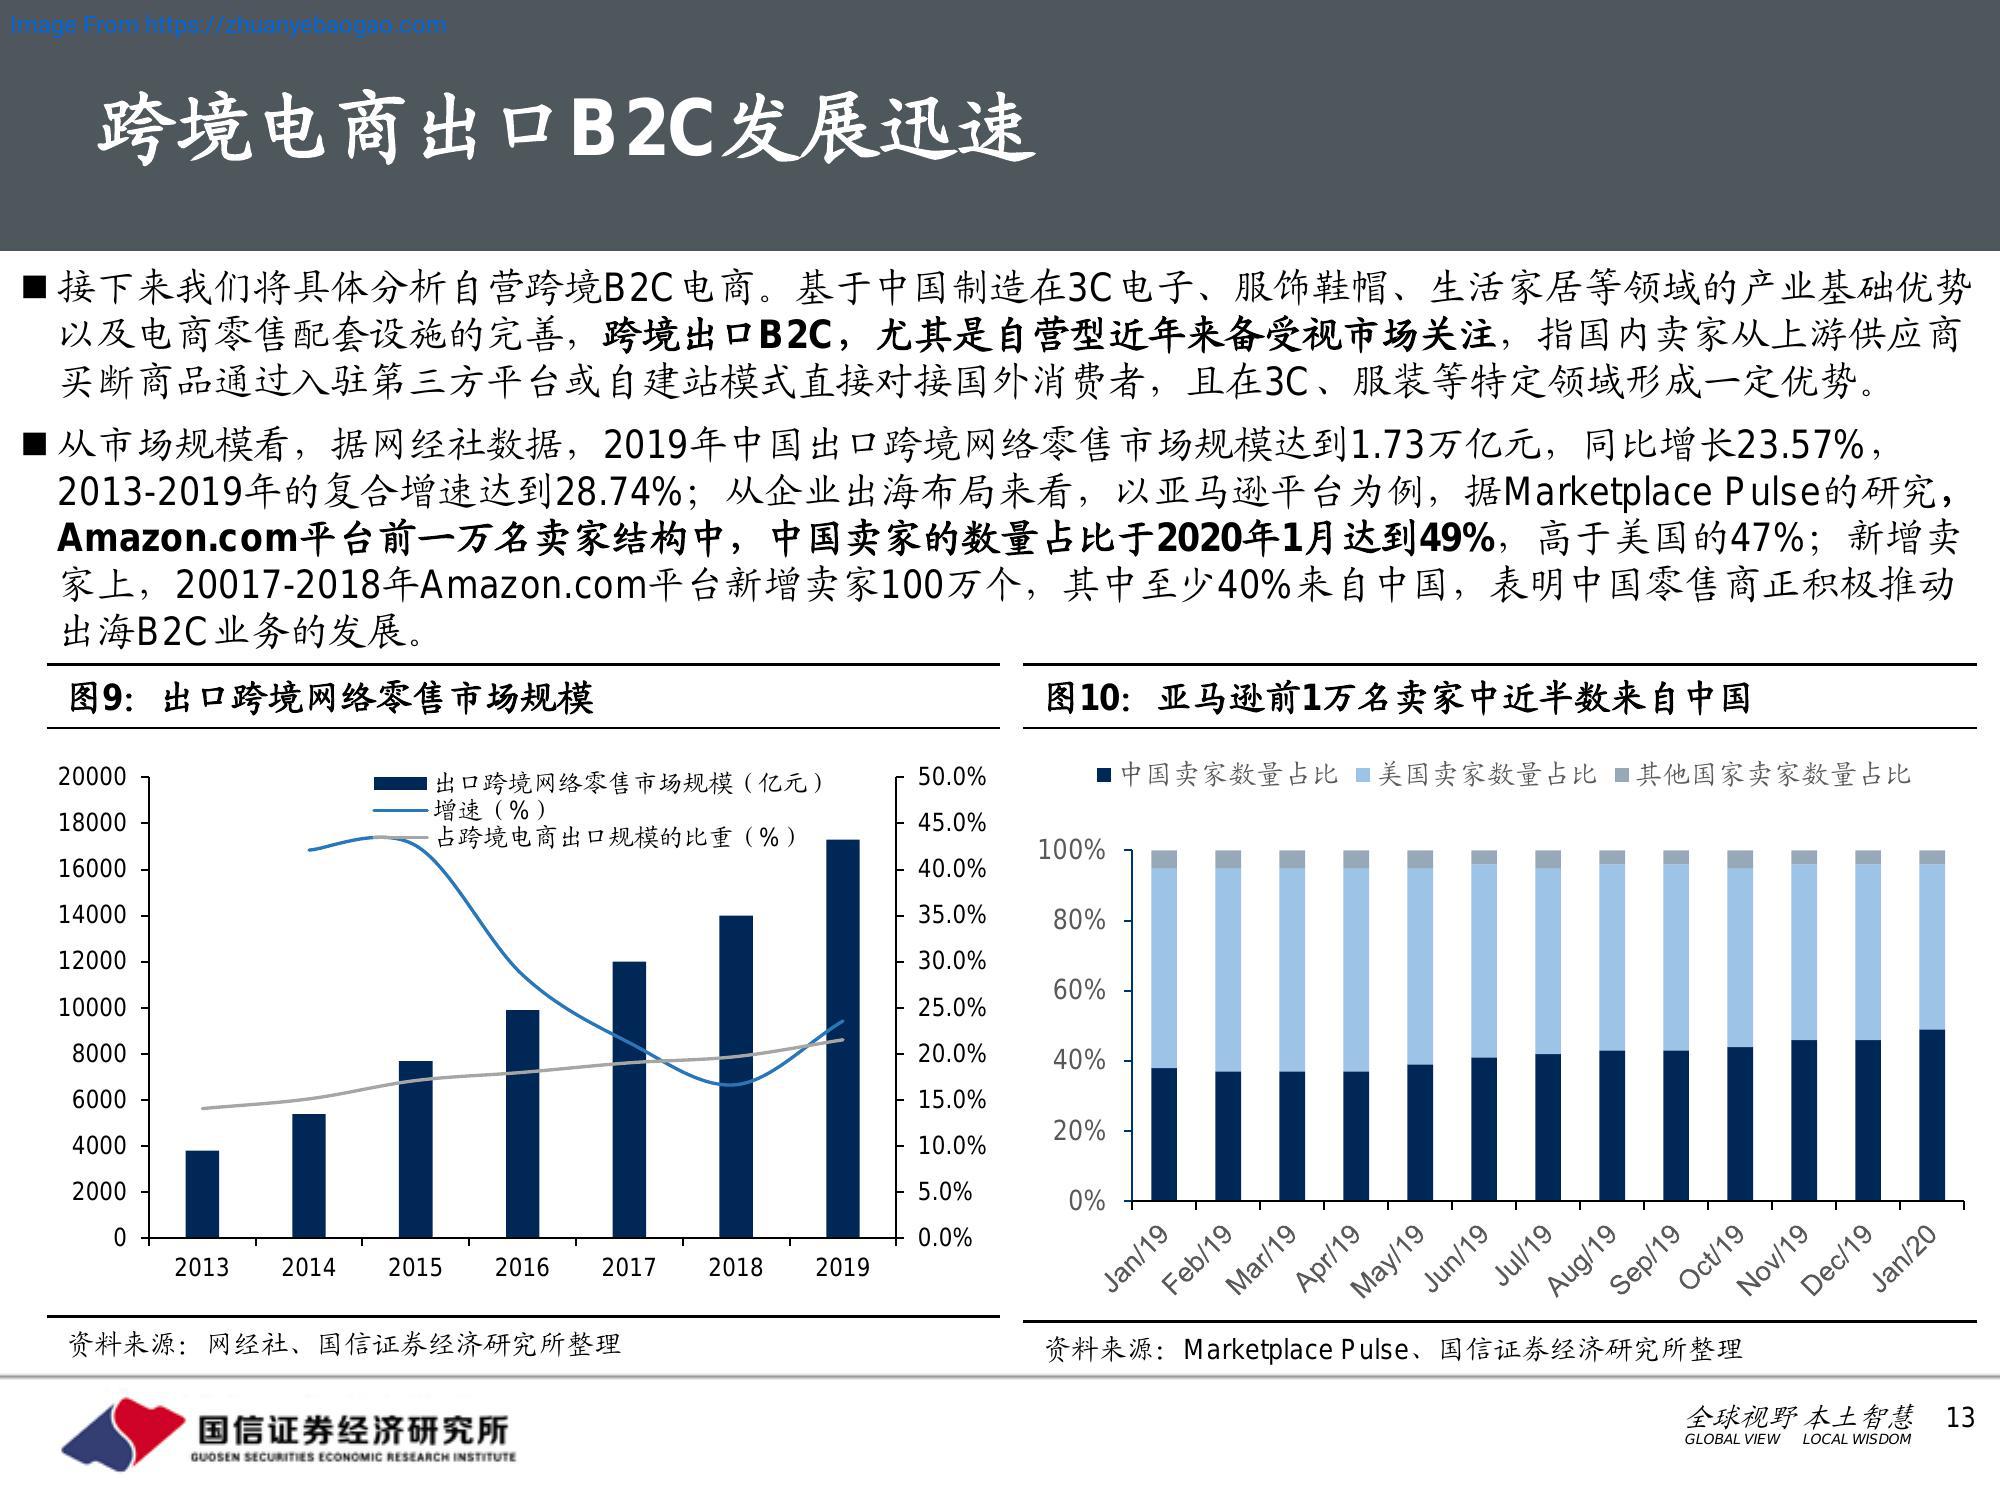 Image From https://zhuanyebaogao.com
跨境电商出口B2C发展迅速
■接下来我们将具体分析自营跨境B2C电商。基于中国制造在3C电子、服饰鞋帽、生活家居等领域的产业基础优势
以及电商零售配套设施的完善，跨境出口B2C，尤其是自营型近年来备受视市场关注，指国内卖家从上游供应商
买断商品通过入驻第三方平台或自建站模式直接对接国外消费者，且在3C、服装等特定领域形成一定优势。
■从市场规模看，据网经社数据，2019年中国出口跨境网络零售市场规模达到1.73万亿元，同比增长23.57%，
2013-2019年的复合增速达到28.74%；从企业出海布局来看，以亚马逊平台为例，据Marketplace Pulse的研究，
Amazon.com平台前一万名卖家结构中，中国卖家的数量占比于2020年1月达到49%，高于美国的47%；新增卖
家上，20017-2018年Amazon.com平台新增卖家100万个，其中至少40%来自中国，表明中国零售商正积极推动
出海B2C业务的发展。
图9：出口跨境网络零售市场规模
出口跨境网络零售市场规模（亿元）
增速（%）
占跨境电商出口规模的比重（%）
20000
18000
16000
14000
12000
10000
8000
6000
4000
2000
0
50.0%
45.0%
40.0%
35.0%
30.0%
25.0%
20.0%
15.0%
10.0%
5.0%
0.0%
2013 2014 2015 2016 2017 2018 2019
资料来源：网经社、国信证券经济研究所整理
图10：亚马逊前1万名卖家中近半数来自中国
中国卖家数量占比 美国卖家数量占比 其他国家卖家数量占比
100%
80%
60%
40%
20%
0%
Jan/19 Feb/19 Mar/19 Apr/19 May/19 Jun/19 Jul/19 Aug/19 Sep/19 Oct/19 Nov/19 Dec/19 Jan/20
资料来源：Marketplace Pulse、国信证券经济研究所整理
国信证券经济研究所
GUOSEN SECURITIES ECONOMIC RESEARCH INSTITUTE
全球视野 本土智慧
GLOBAL VIEW LOCAL WISDOM
13